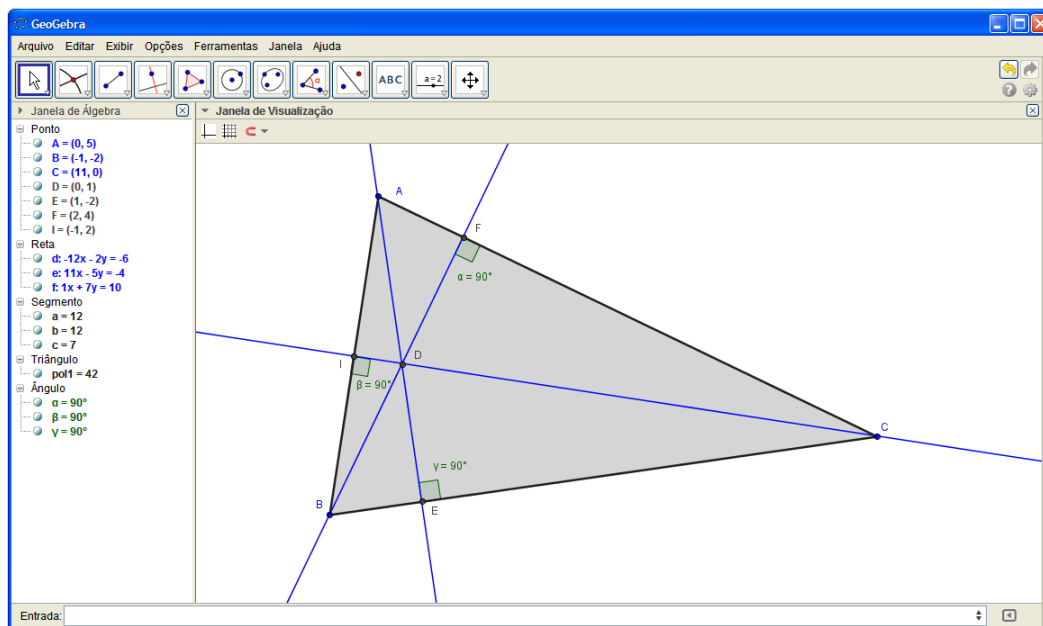 GeoGebra
Arquivo Editar Exibir Opções Ferramentas Janela Ajuda
ABC
a=2
Janela de Álgebra
Janela de Visualização
Ponto
A = (0, 5)
B = (-1, -2)
C = (11, 0)
D = (0, 1)
E = (1, -2)
F = (2, 4)
I = (-1, 2)
Reta
d: -12x - 2y = -6
e: 11x - 5y = -4
f: 1x + 7y = 10
Segmento
a = 12
b = 12
c = 7
Triângulo
pol1 = 42
Ângulo
α = 90°
β = 90°
γ = 90°
A
F
α = 90°
I
D
β = 90°
C
γ = 90°
B
E
Entrada: